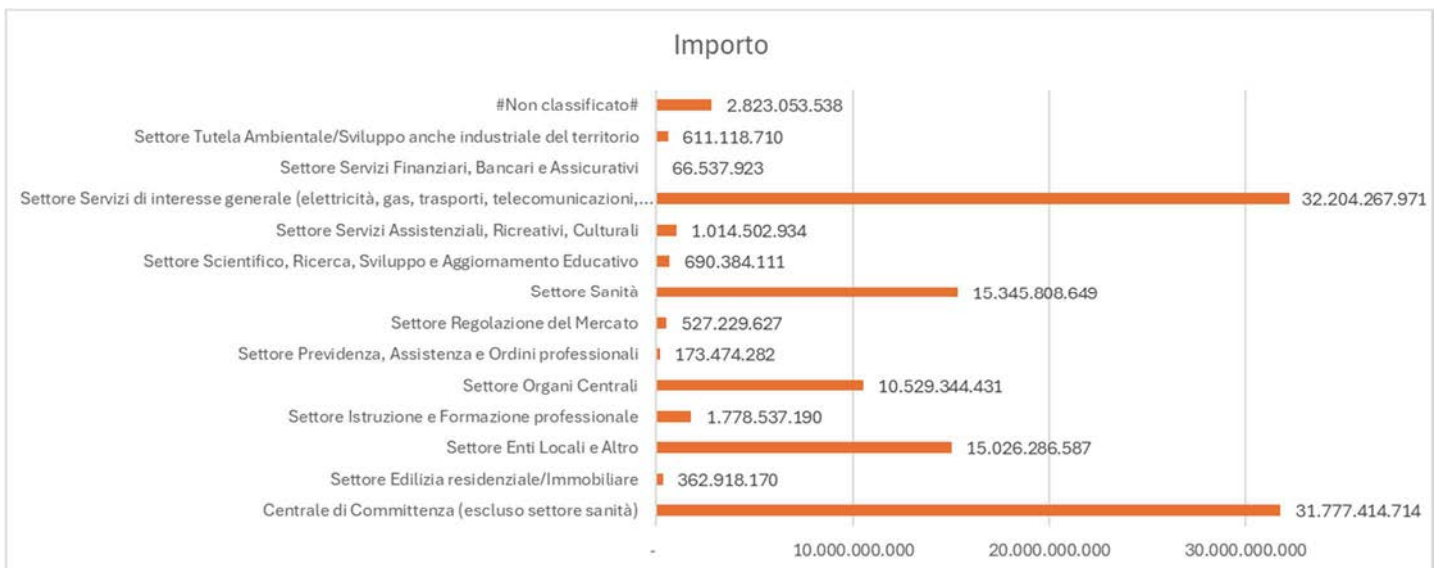 Importo
#Non classificato# 2.823.053.538
Settore Tutela Ambientale/Sviluppo anche industriale del territorio 611.118.710
Settore Servizi Finanziari, Bancari e Assicurativi 66.537.923
Settore Servizi di interesse generale (elettricità, gas, trasporti, telecomunicazioni,... 32.204.267.971
Settore Servizi Assistenziali, Ricreativi, Culturali 1.014.502.934
Settore Scientifico, Ricerca, Sviluppo e Aggiornamento Educativo 690.384.111
Settore Sanità 15.345.808.649
Settore Regolazione del Mercato 527.229.627
Settore Previdenza, Assistenza e Ordini professionali 173.474.282
Settore Organi Centrali 10.529.344.431
Settore Istruzione e Formazione professionale 1.778.537.190
Settore Enti Locali e Altro 15.026.286.587
Settore Edilizia residenziale/Immobiliare 362.918.170
Centrale di Committenza (escluso settore sanità) 31.777.414.714
- 10.000.000.000 20.000.000.000 30.000.000.000